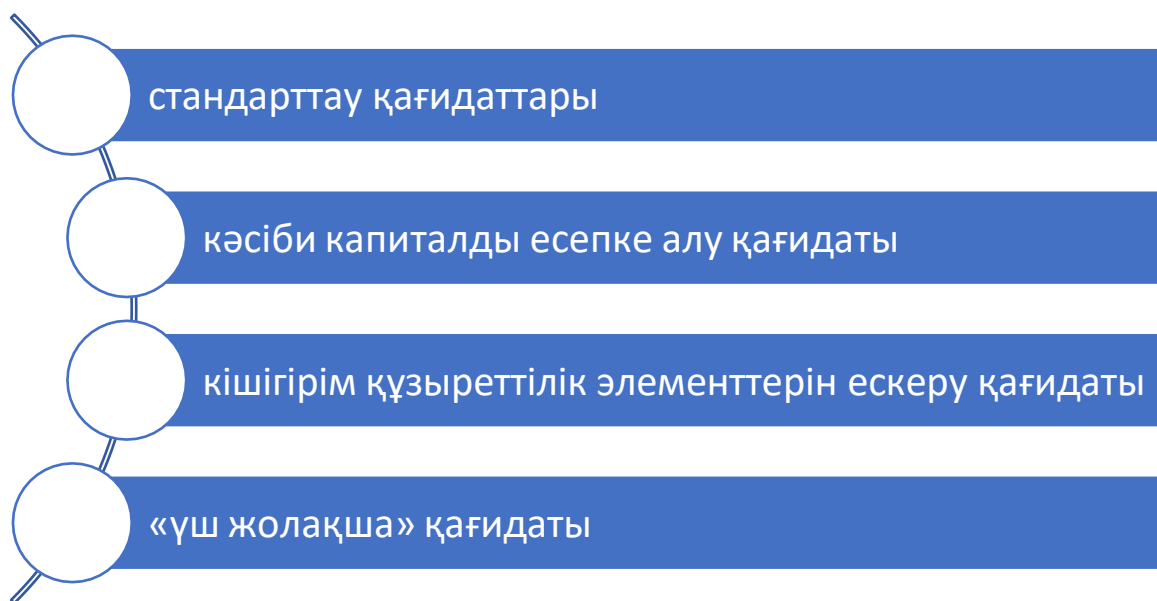 стандарттау қағидаттары
кәсіби капиталды есепке алу қағидаты
кішігірім құзыреттілік элементтерін ескеру қағидаты
«үш жолақша» қағидаты